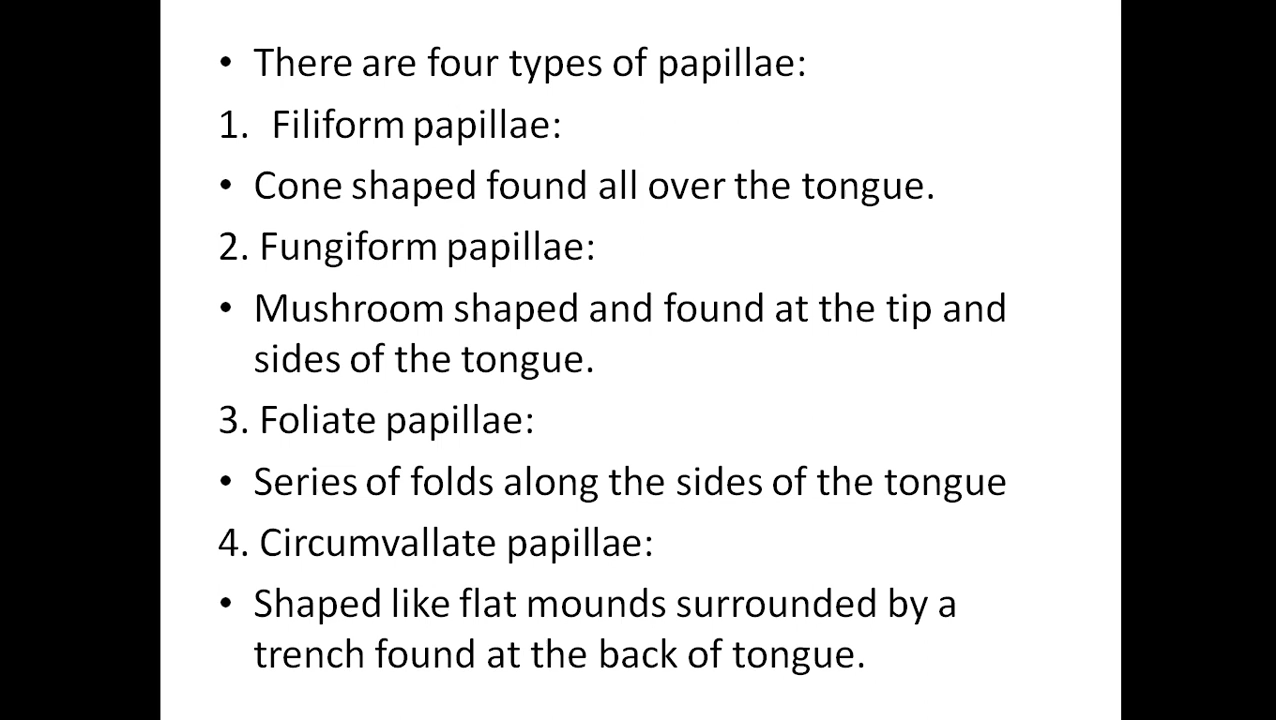 • There are four types of papillae:
1. Filiform papillae:
• Cone shaped found all over the tongue.
2. Fungiform papillae:
• Mushroom shaped and found at the tip and
sides of the tongue.
3. Foliate papillae:
• Series of folds along the sides of the tongue
4. Circumvallate papillae:
• Shaped like flat mounds surrounded by a
trench found at the back of tongue.